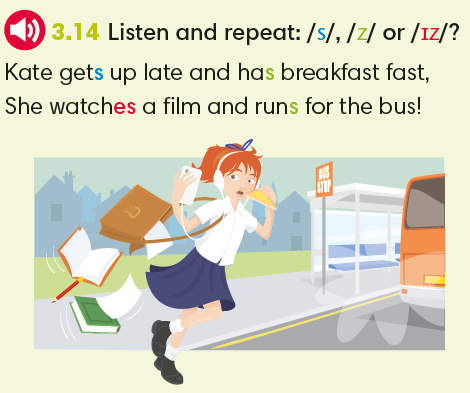 3.14 Listen and repeat: /s/, /z/ or /ɪz/?
Kate gets up late and has breakfast fast,
She watches a film and runs for the bus!
BUS
STOP